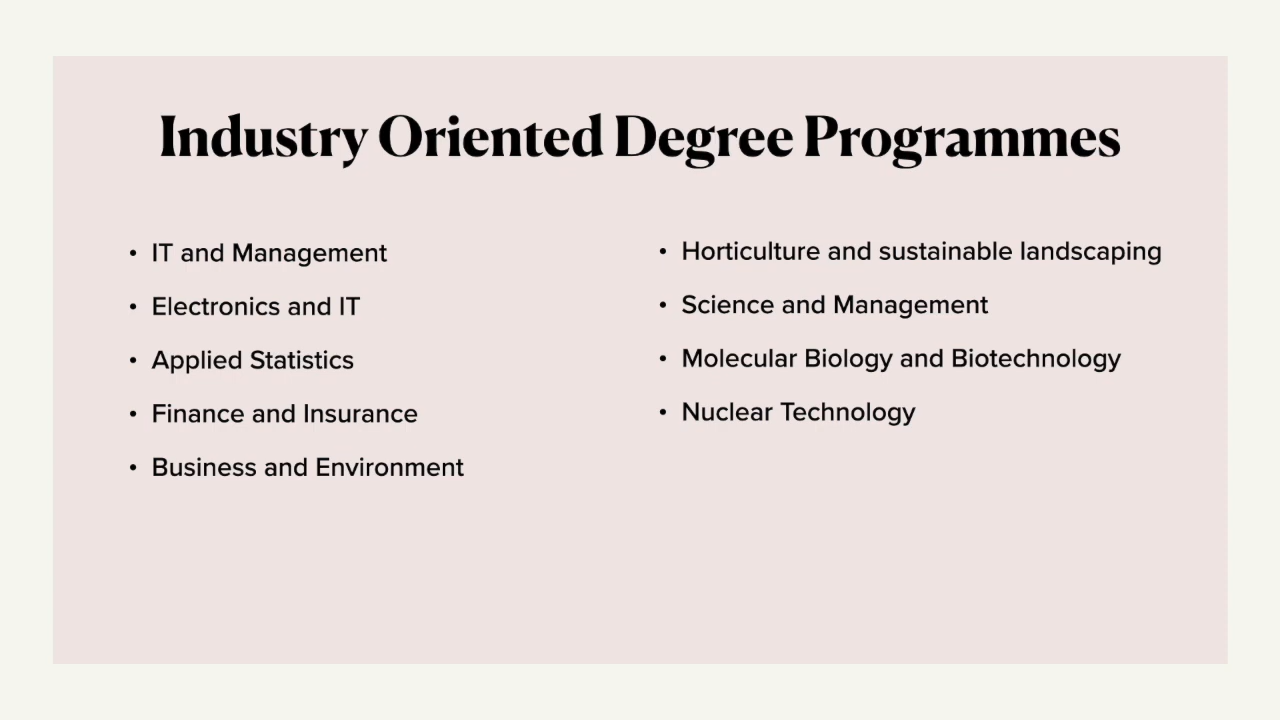 Industry Oriented Degree Programmes
• IT and Management
• Electronics and IT
• Applied Statistics
• Finance and Insurance
• Business and Environment
• Horticulture and sustainable landscaping
• Science and Management
• Molecular Biology and Biotechnology
• Nuclear Technology